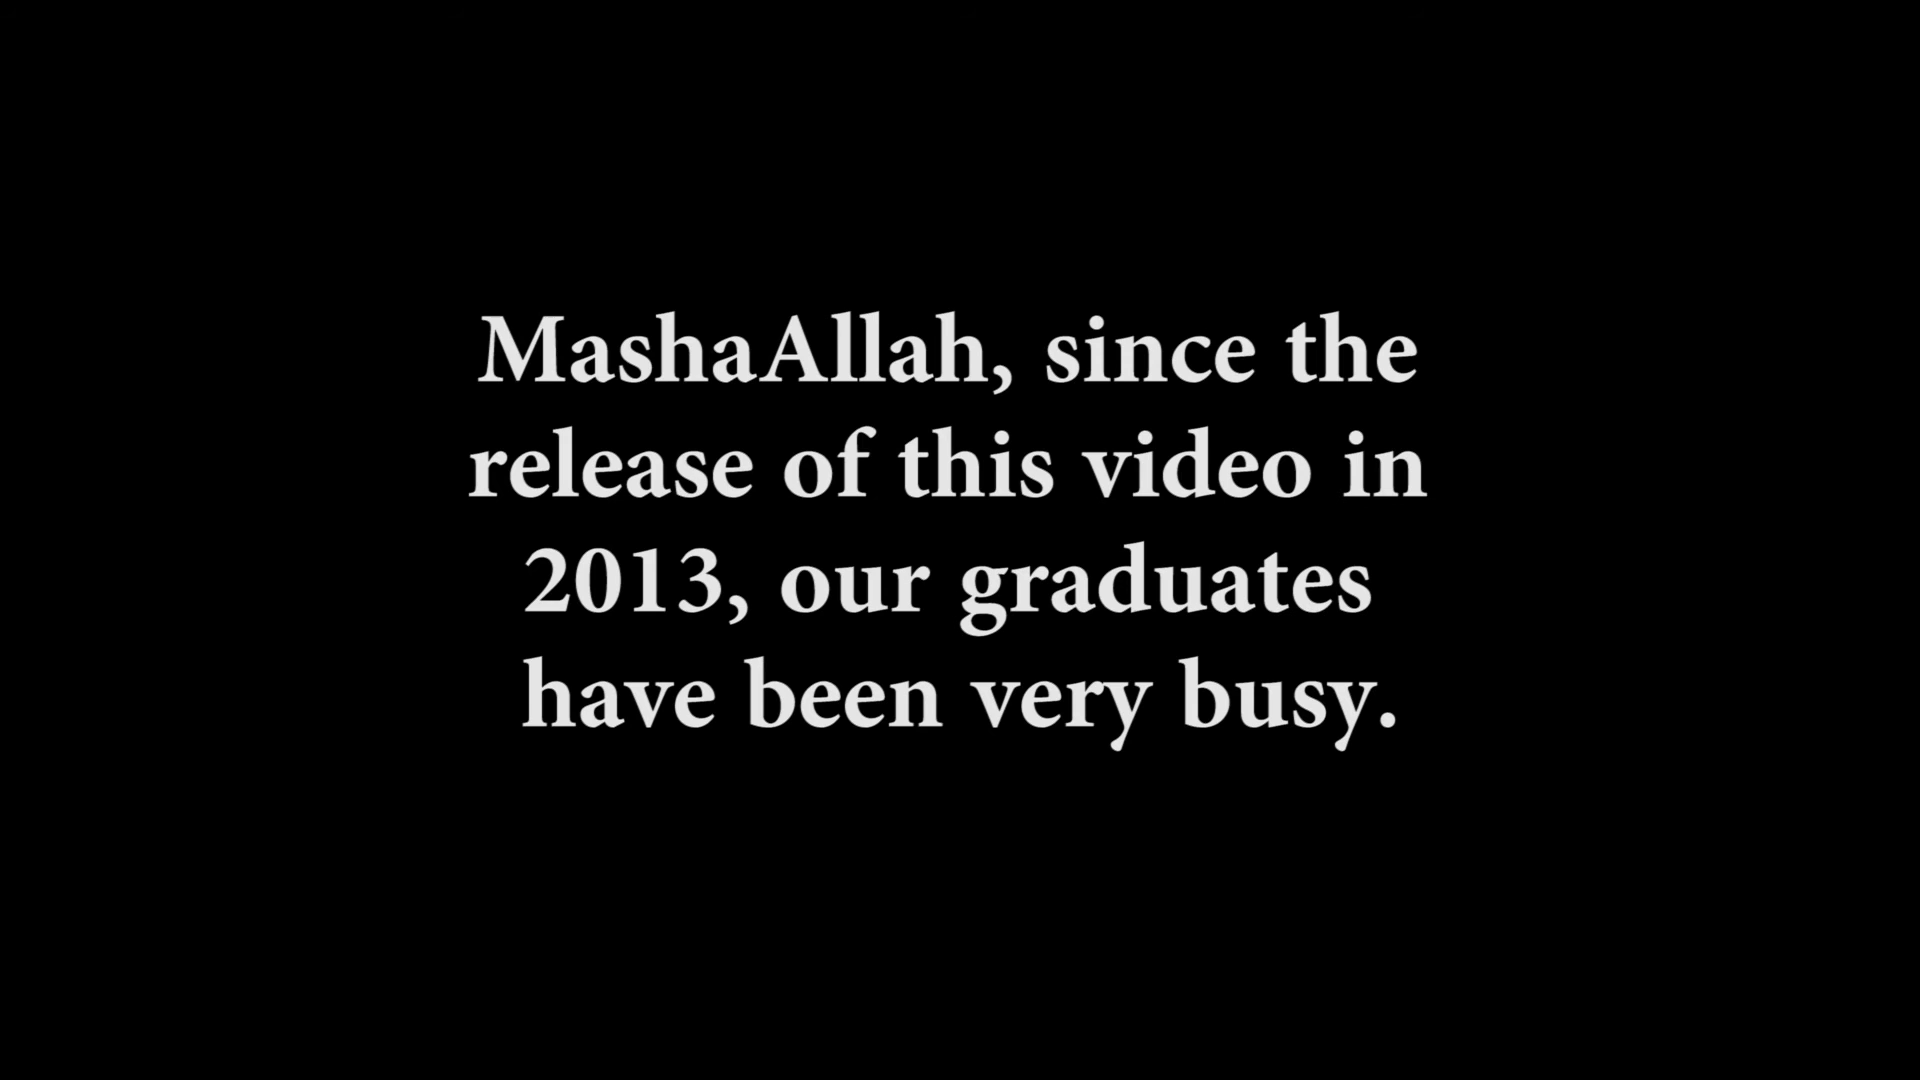 MashaAllah, since the
release of this video in
2013, our graduates
have been very busy.